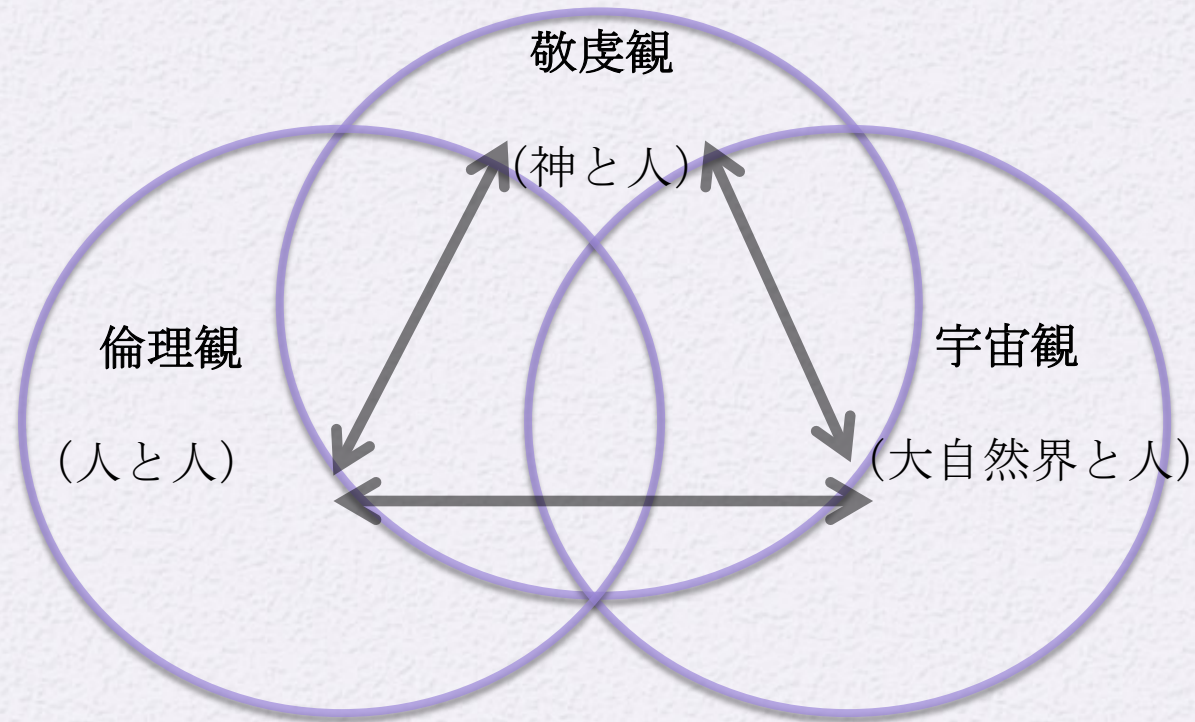 敬虔観
(神と人)
倫理観
(人と人)
宇宙観
(大自然界と人)